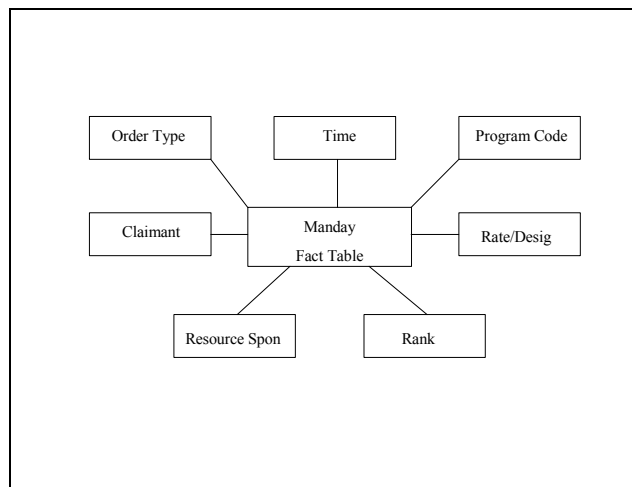 Order Type
Time
Program Code
Claimant
Manday
Fact Table
Rate/Desig
Resource Spon
Rank